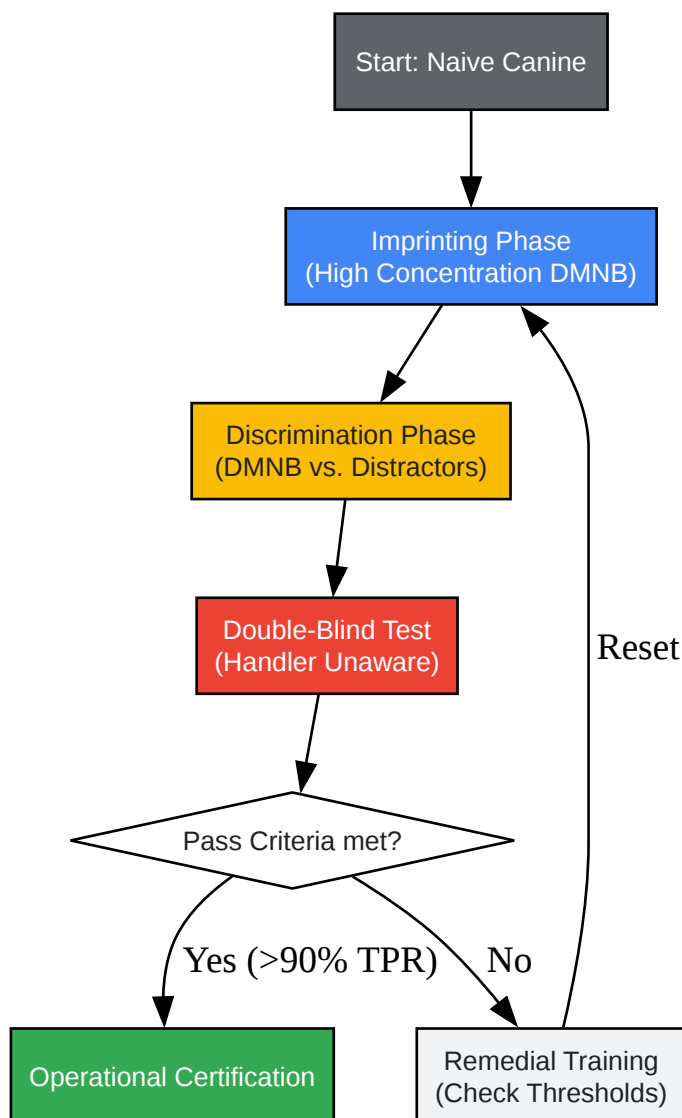 Start: Naive Canine
Imprinting Phase
(High Concentration DMNB)
Discrimination Phase
(DMNB vs. Distractors)
Double-Blind Test
(Handler Unaware)
Reset
Pass Criteria met?
Yes (>90% TPR)
No
Operational Certification
Remedial Training
(Check Thresholds)